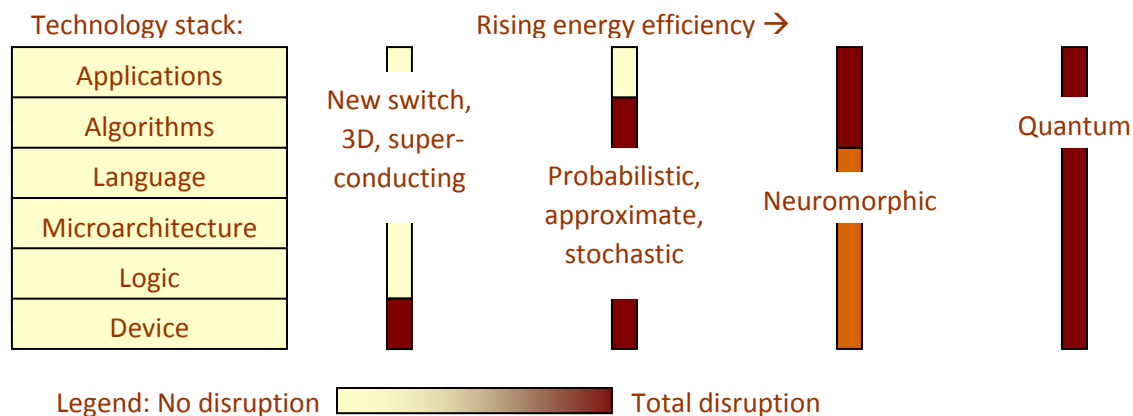 Technology stack:
Rising energy efficiency →
Applications
Algorithms
Language
Microarchitecture
Logic
Device
New switch,
3D, super-
conducting
Probabilistic,
approximate,
stochastic
Neuromorphic
Quantum
Legend: No disruption
Total disruption